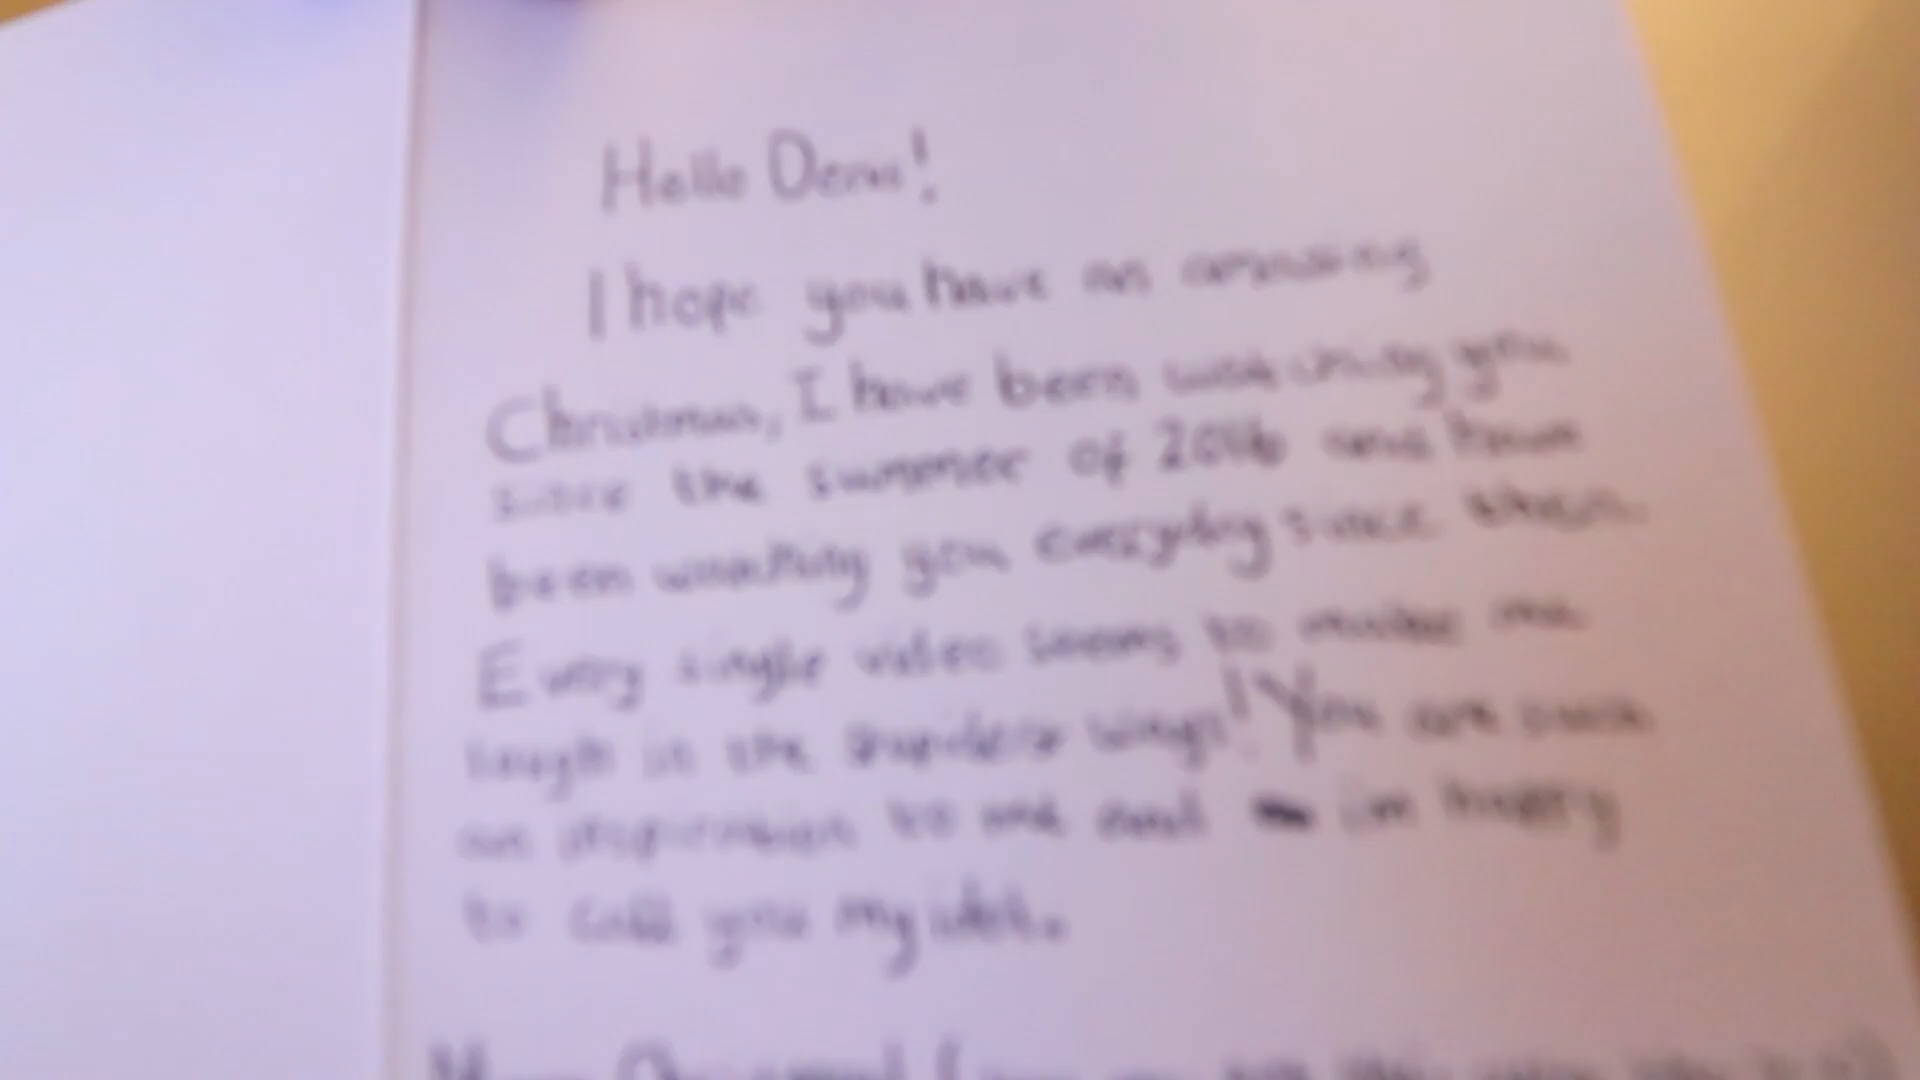 Hello Denis!
I hope you have an amazing
Christmas, I have been watching you
since the summer of 2016 and have
been watching you everyday since then.
Every single video seems to make me
laugh in the ways! You are such
an inspiration to me and im happy
to call you my idol.